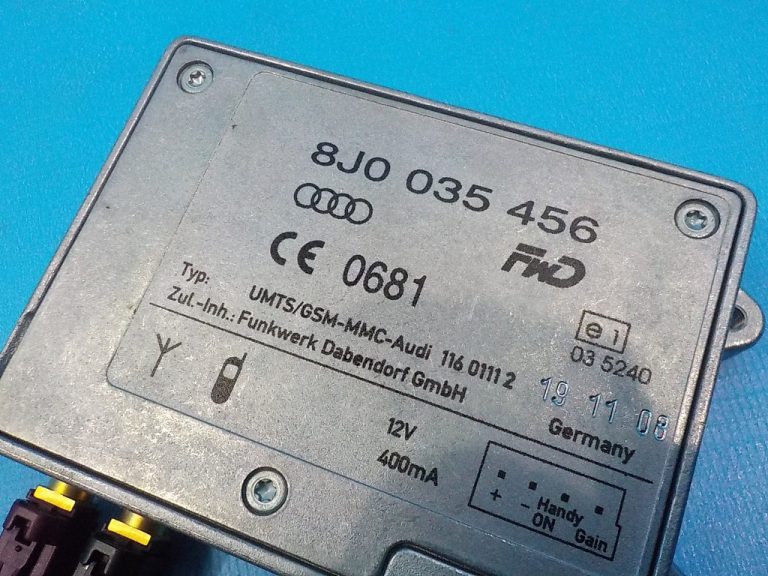 8J0 035 456
CE 0681
FWD
Typ: UMTS/GSM-MMC-Audi 116 0111 2
Zul.-Inh.: Funkwerk Dabendorf GmbH
e1
03 5240
19 11 08
Germany
12V
400mA
+ - Handy
ON Gain